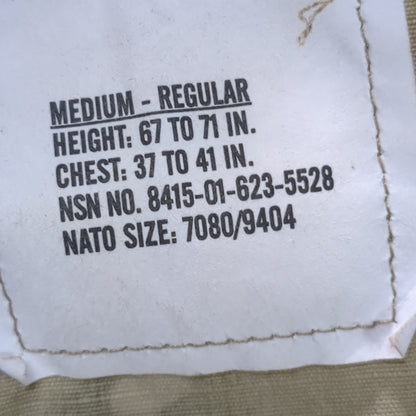 MEDIUM - REGULAR
HEIGHT: 67 TO 71 IN.
CHEST: 37 TO 41 IN.
NSN NO. 8415-01-623-5528
NATO SIZE: 7080/9404